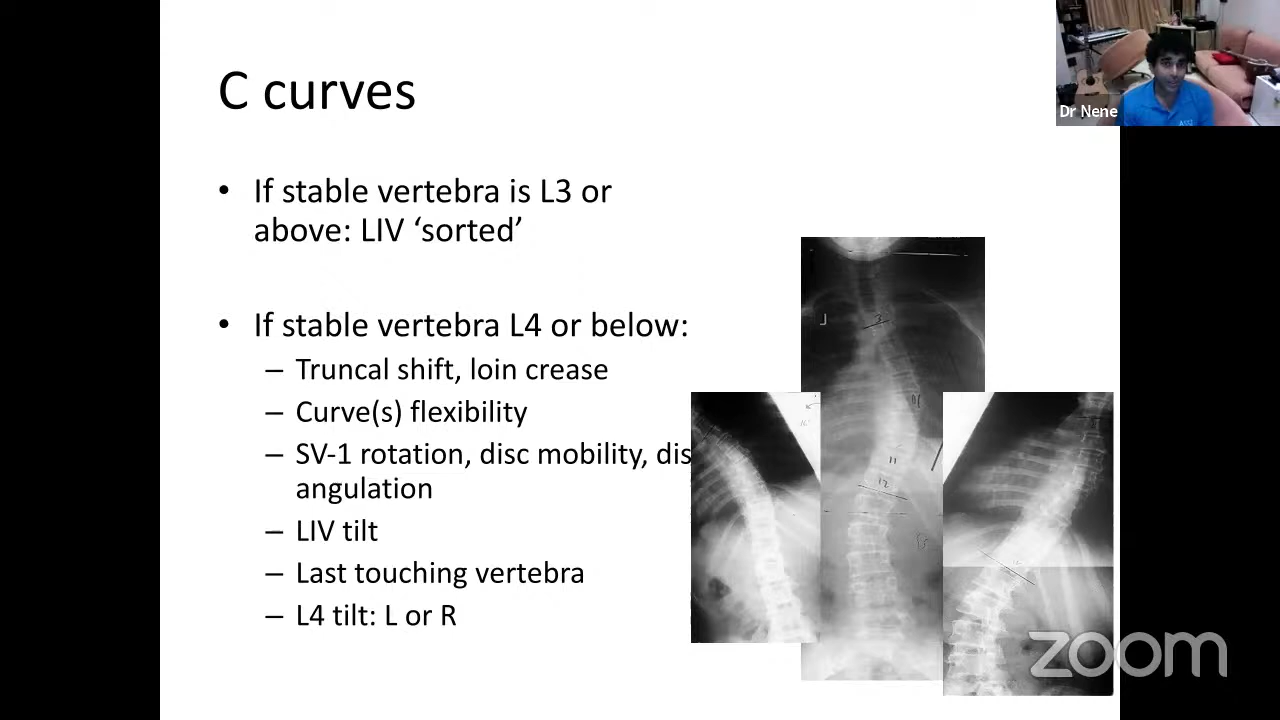 C curves
Dr Nene
• If stable vertebra is L3 or
above: LIV ‘sorted’
• If stable vertebra L4 or below:
– Truncal shift, loin crease
– Curve(s) flexibility
– SV-1 rotation, disc mobility, dis
angulation
– LIV tilt
– Last touching vertebra
– L4 tilt: L or R
11
12
zoom